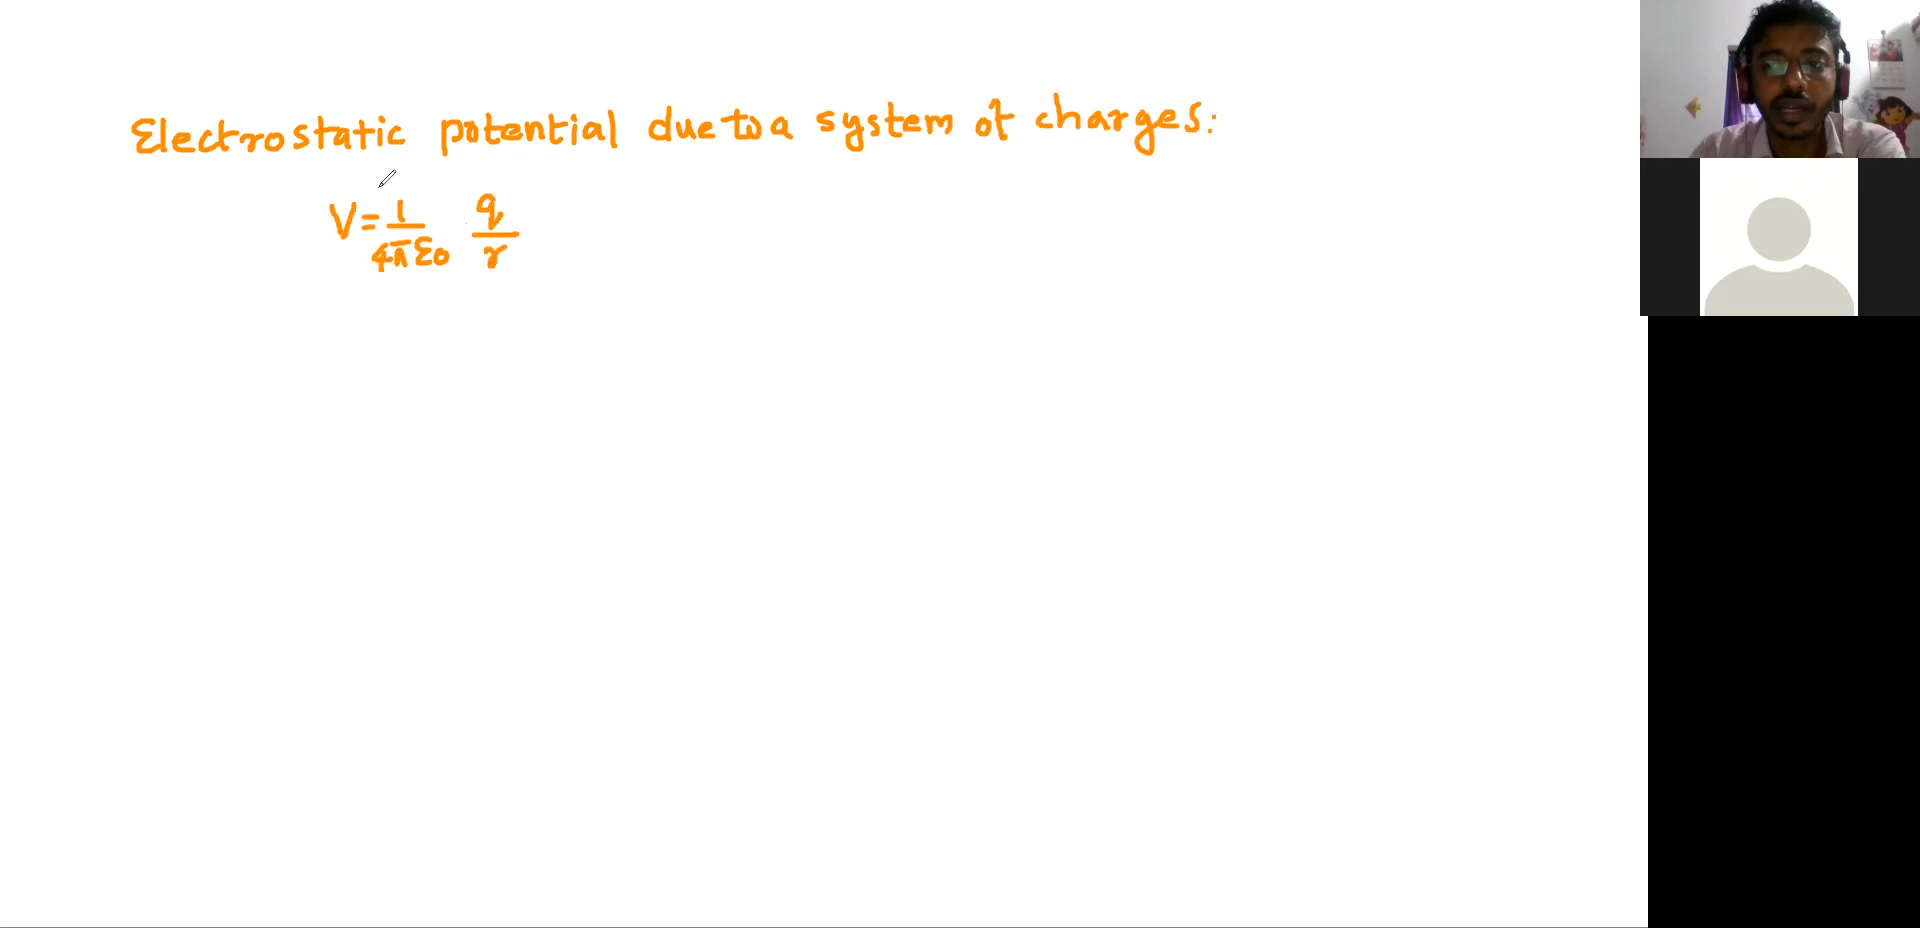 Electrostatic potential due to a system of charges:
V = 1/4πε0 q/r